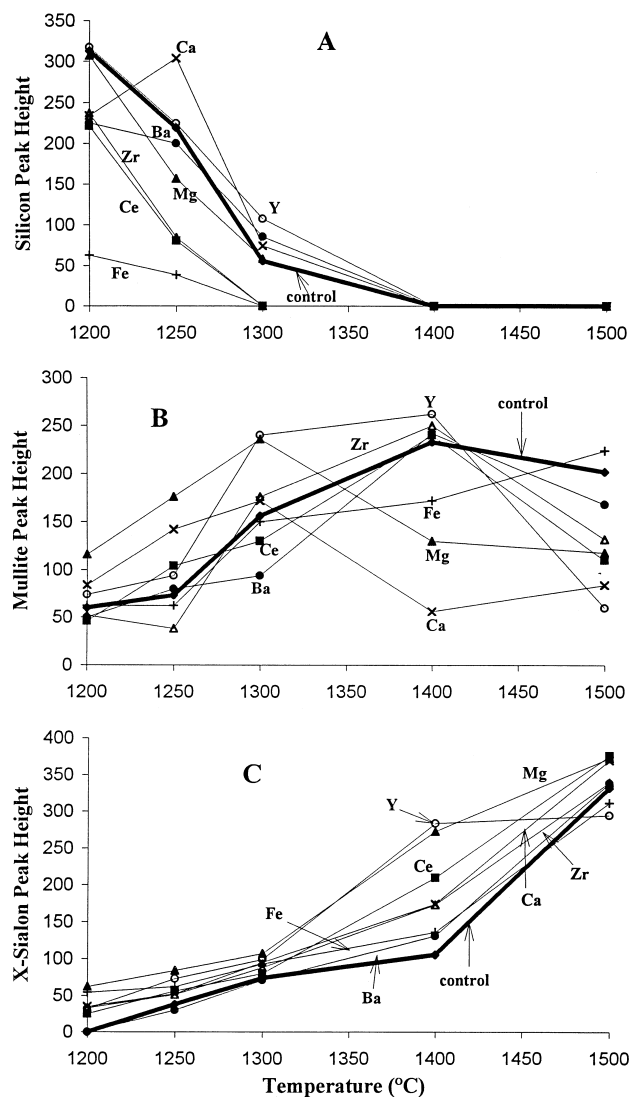 A
Silicon Peak Height
350
300
250
200
150
100
50
0
Ca
Ba
Zr
Mg
Ce
Y
Fe
control
1200 1250 1300 1350 1400 1450 1500
B
Mullite Peak Height
300
250
200
150
100
50
0
Y
control
Zr
Fe
Ce
Mg
Ba
Ca
1200 1250 1300 1350 1400 1450 1500
C
X-Sialon Peak Height
400
350
300
250
200
150
100
50
0
Mg
Y
Ce
Zr
Ca
Fe
control
Ba
1200 1250 1300 1350 1400 1450 1500
Temperature (°C)